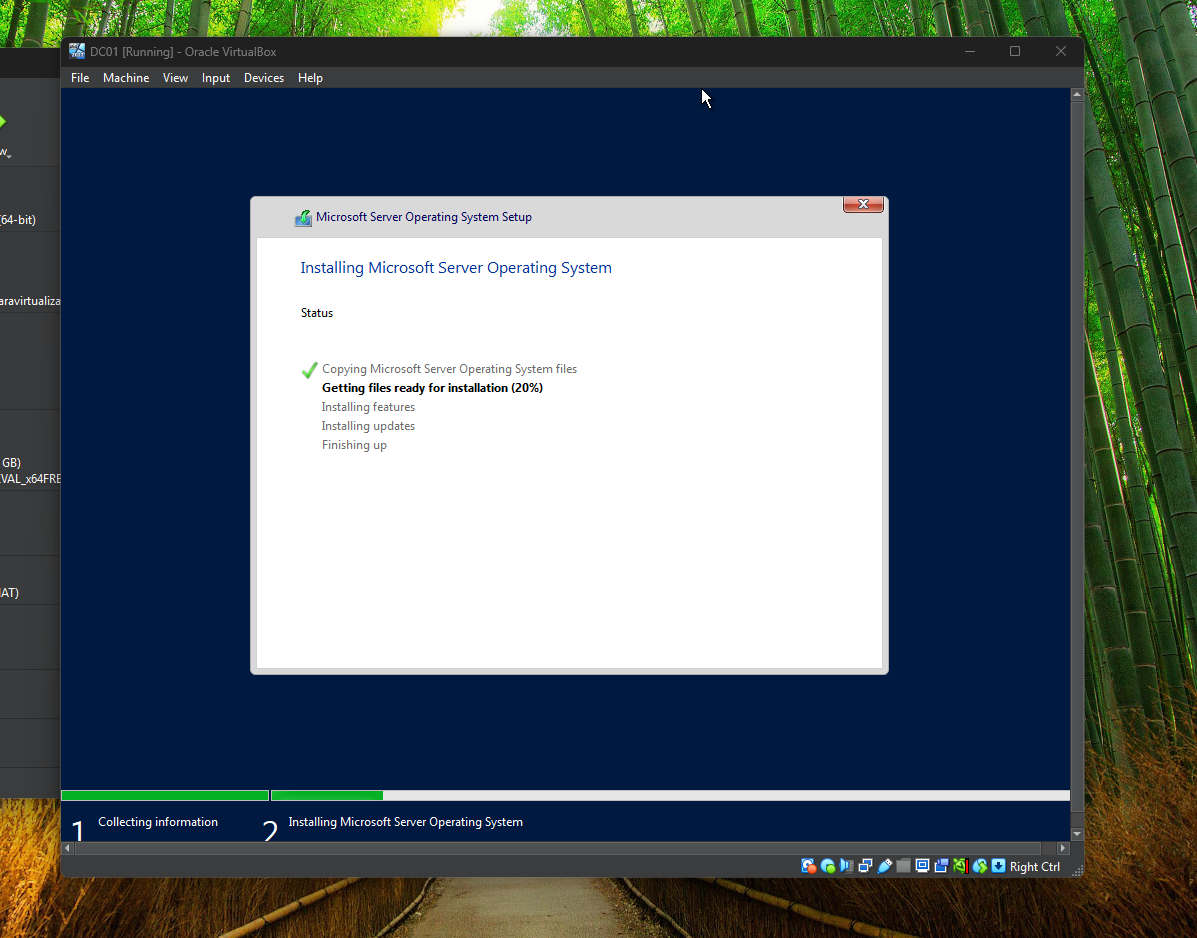 DC01 [Running] - Oracle VirtualBox
File Machine View Input Devices Help
w
64-bit)
aravirtualiza
GB)
VAL_x64FRE
AT)
Microsoft Server Operating System Setup
Installing Microsoft Server Operating System
Status
Copying Microsoft Server Operating System files
Getting files ready for installation (20%)
Installing features
Installing updates
Finishing up
1 Collecting information
2 Installing Microsoft Server Operating System
Right Ctrl